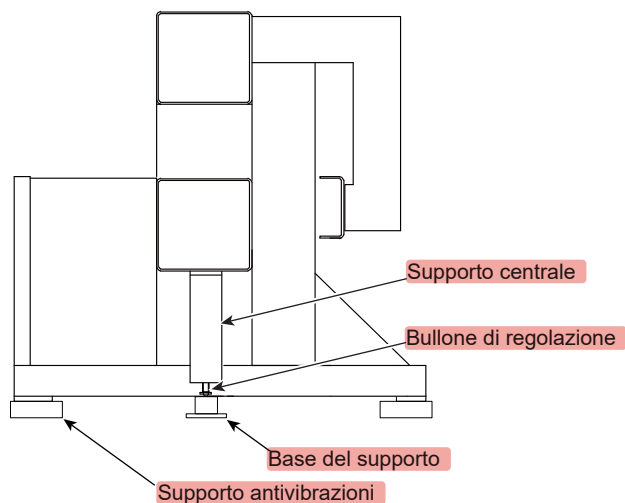 Supporto centrale
Bullone di regolazione
Base del supporto
Supporto antivibrazioni